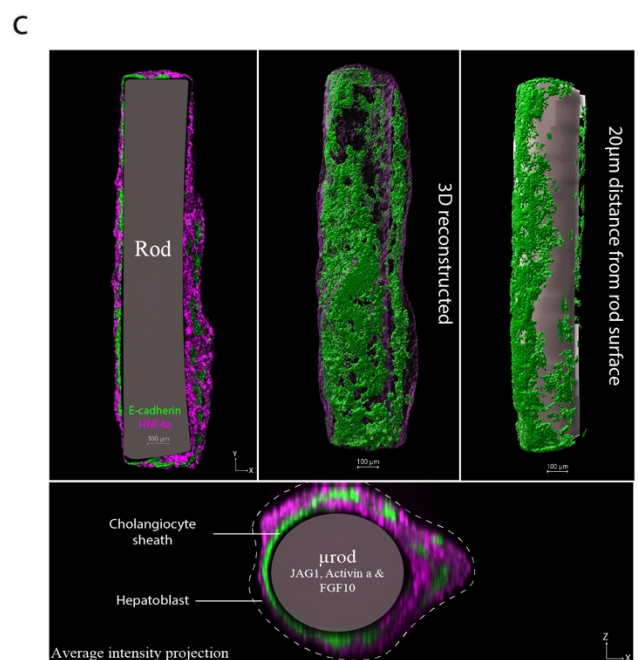 C
Rod
E-cadherin
HNF4a
100 µm
Y
X
3D reconstructed
100 µm
20µm distance from rod surface
100 µm
Cholangiocyte
sheath
Hepatoblast
µrod
JAG1, Activin a &
FGF10
Average intensity projection
Z
X